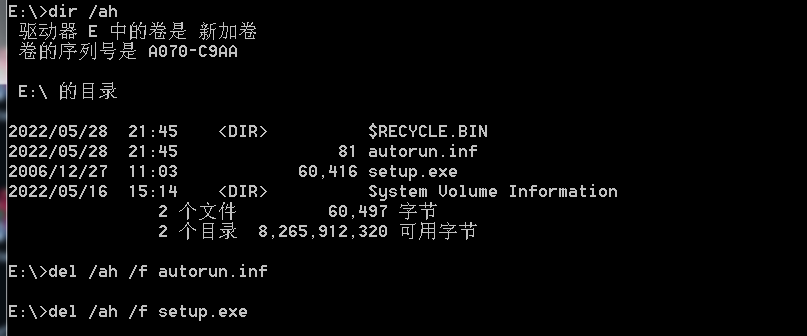 E:\>dir /ah
驱动器 E 中的卷是 新加卷
卷的序列号是 A070-C9AA
E:\ 的目录
2022/05/28  21:45    <DIR>          $RECYCLE.BIN
2022/05/28  21:45                81 autorun.inf
2006/12/27  11:03            60,416 setup.exe
2022/05/16  15:14    <DIR>          System Volume Information
2 个文件         60,497 字节
2 个目录  8,265,912,320 可用字节
E:\>del /ah /f autorun.inf
E:\>del /ah /f setup.exe